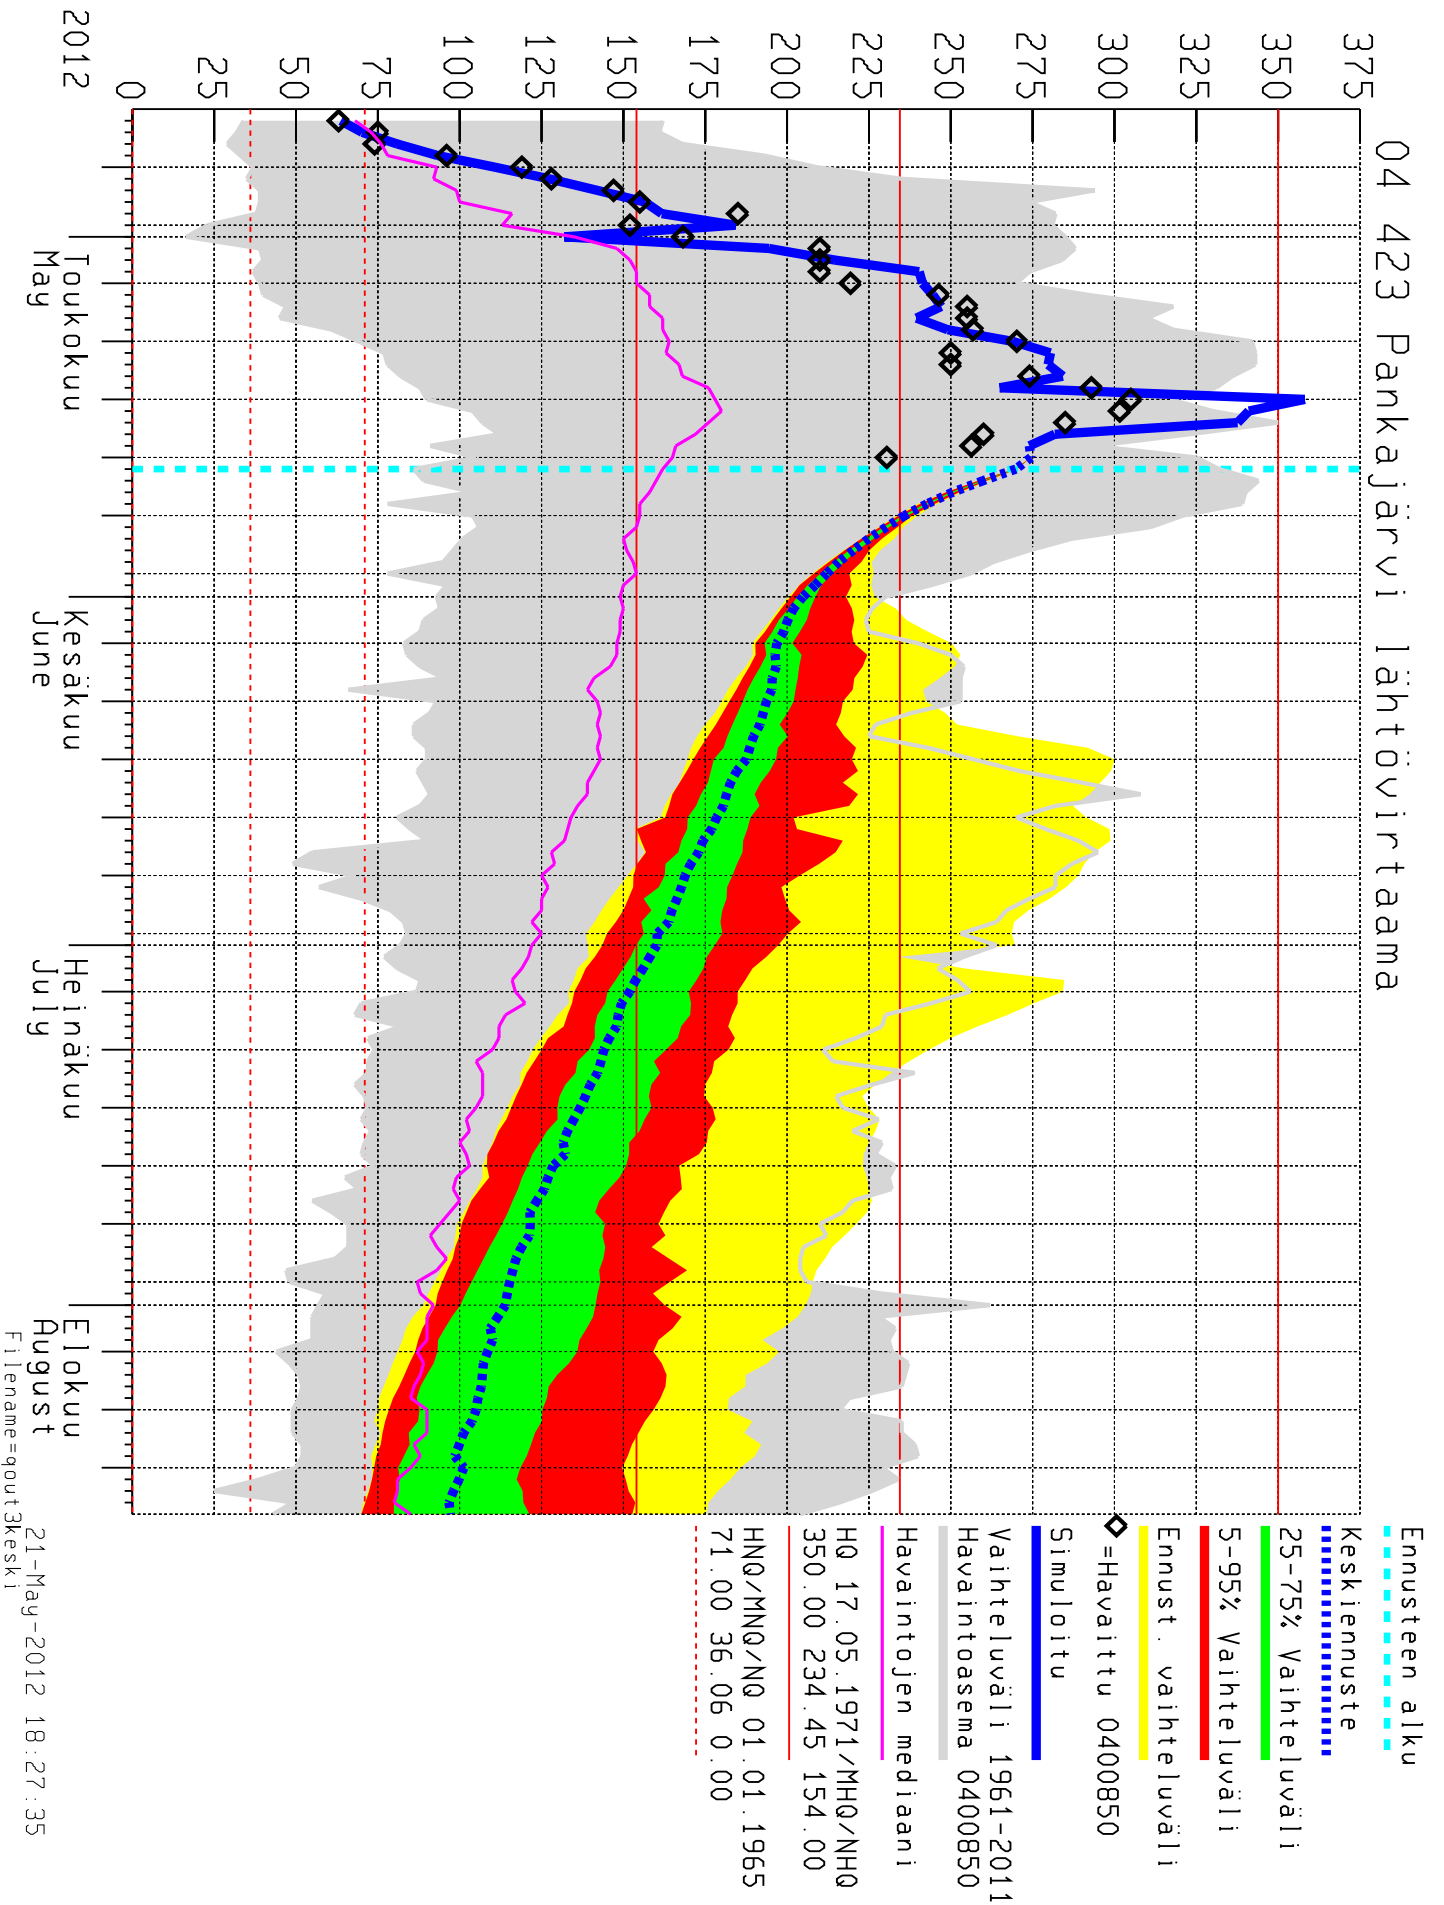 04 423 Pankajärvi lähtövirtaama
375
350
325
300
275
250
225
200
175
150
125
100
75
50
25
0
2012
Toukokuu
May
Kesäkuu
June
Heinäkuu
July
Elokuu
August
Ennusteen alku
Keskiennuste
25-75% Vaihteluväli
5-95% Vaihteluväli
Ennust. vaihteluväli
◇=Havaittu 0400850
Simuloitu
Vaihteluväli 1961-2011
Havaintoasema 0400850
Havaintojen mediaani
HQ 17.05.1971/MHQ/NHQ
350.00 234.45 154.00
HNQ/MNQ/NQ 01.01.1965
71.00 36.06 0.00
21-May-2012 18:27:35
Filename=qout3keski